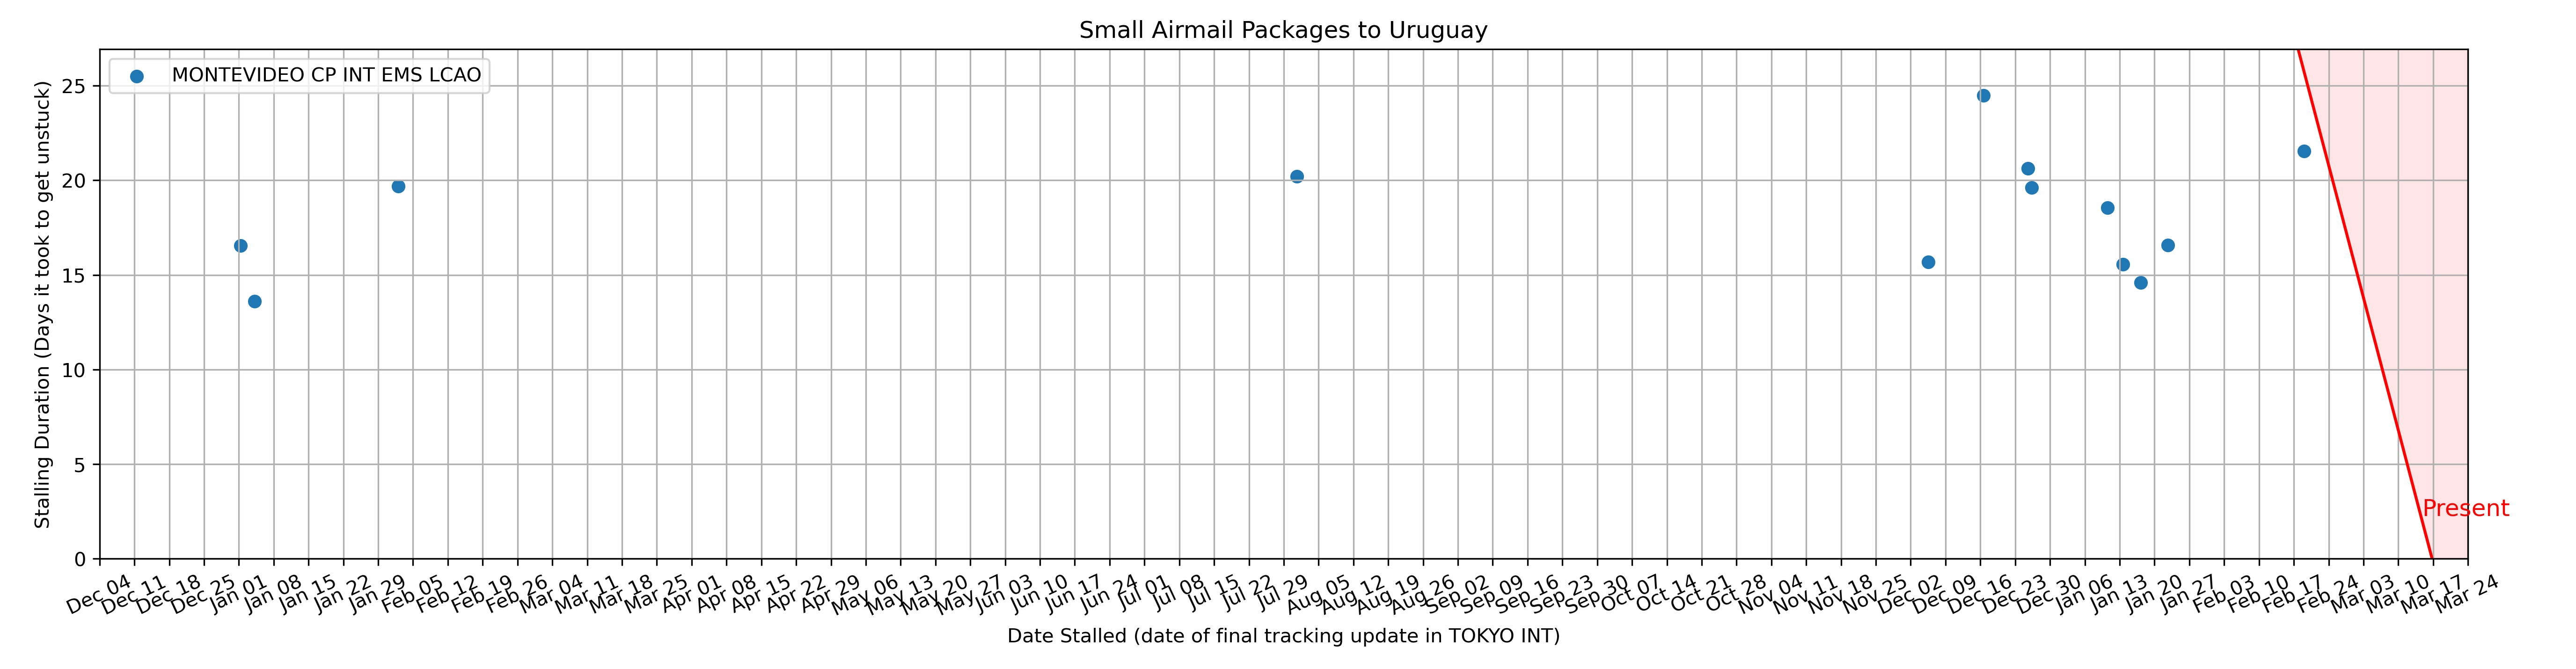 Small Airmail Packages to Uruguay
MONTEVIDEO CP INT EMS LCAO
Stalling Duration (Days it took to get unstuck)
25
20
15
10
5
0
Present
Dec 04
Dec 11
Dec 18
Dec 25
Jan 01
Jan 08
Jan 15
Jan 22
Jan 29
Feb 05
Feb 12
Feb 19
Feb 26
Mar 04
Mar 11
Mar 18
Mar 25
Apr 01
Apr 08
Apr 15
Apr 22
Apr 29
May 06
May 13
May 20
May 27
Jun 03
Jun 10
Jun 17
Jun 24
Jul 01
Jul 08
Jul 15
Jul 22
Jul 29
Aug 05
Aug 12
Aug 19
Aug 26
Sep 02
Sep 09
Sep 16
Sep 23
Sep 30
Oct 07
Oct 14
Oct 21
Oct 28
Nov 04
Nov 11
Nov 18
Nov 25
Dec 02
Dec 09
Dec 16
Dec 23
Dec 30
Jan 06
Jan 13
Jan 20
Jan 27
Feb 03
Feb 10
Feb 17
Feb 24
Mar 03
Mar 10
Mar 17
Mar 24
Date Stalled (date of final tracking update in TOKYO INT)